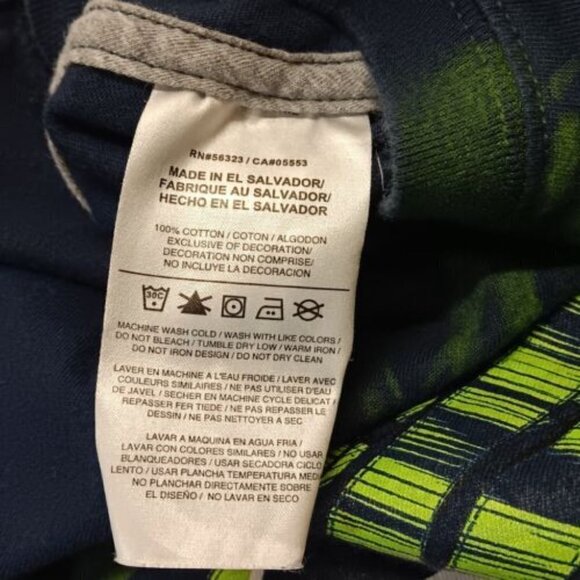 RN#56323 / CA#05553
MADE IN EL SALVADOR/
FABRIQUE AU SALVADOR/
HECHO EN EL SALVADOR
100% COTTON / COTON / ALGODON
EXCLUSIVE OF DECORATION/
DECORATION NON COMPRISE/
NO INCLUYE LA DECORACION
30C
MACHINE WASH COLD / WASH WITH LIKE COLORS /
DO NOT BLEACH / TUMBLE DRY LOW / WARM IRON /
DO NOT IRON DESIGN / DO NOT DRY CLEAN
LAVER EN MACHINE A L'EAU FROIDE / LAVER AVEC
COULEURS SIMILAIRES / NE PAS UTILISER D'EAU
DE JAVEL / SECHER EN MACHINE CYCLE DELICAT /
REPASSER FER TIEDE / NE PAS REPASSER
DESSIN / NE PAS NETTOYER A SEC
LAVAR A MAQUINA EN AGUA FRIA /
LAVAR CON COLORES SIMILARES / NO USAR
BLANQUEADORES / USAR SECADORA CICLO
LENTO / USAR PLANCHA TEMPERATURA MEDI
NO PLANCHAR DIRECTAMENTE SOBRE
EL DISEÑO / NO LAVAR EN SECO